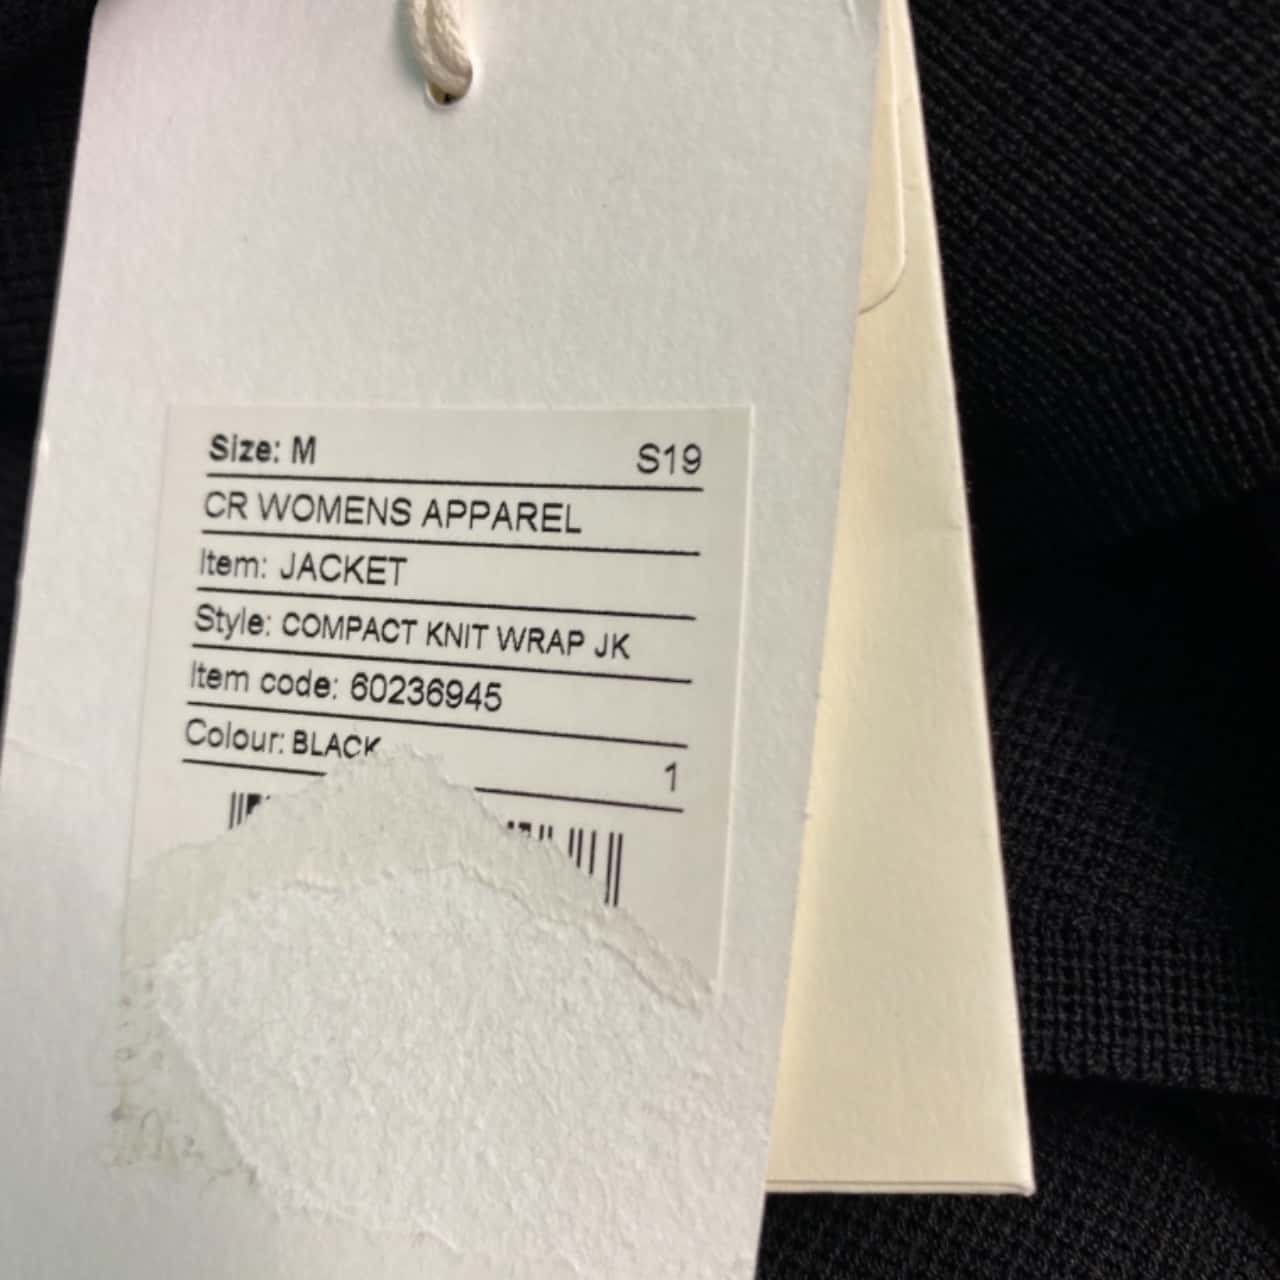 Size: M S19
CR WOMENS APPAREL
Item: JACKET
Style: COMPACT KNIT WRAP JK
Item code: 60236945
Colour: BLACK 1